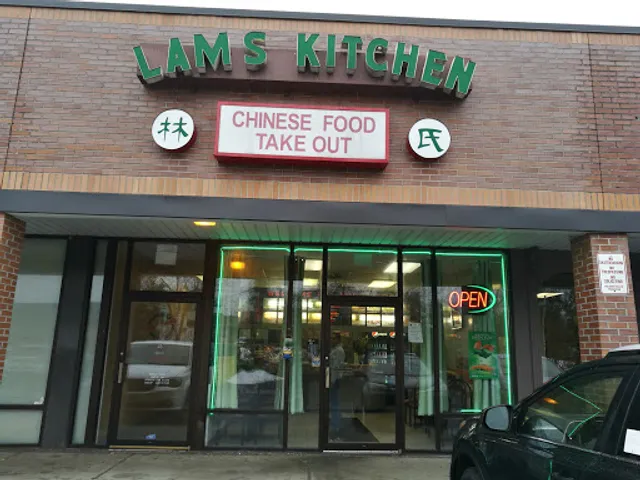 LAMS KITCHEN
林
CHINESE FOOD
TAKE OUT
氏
OPEN